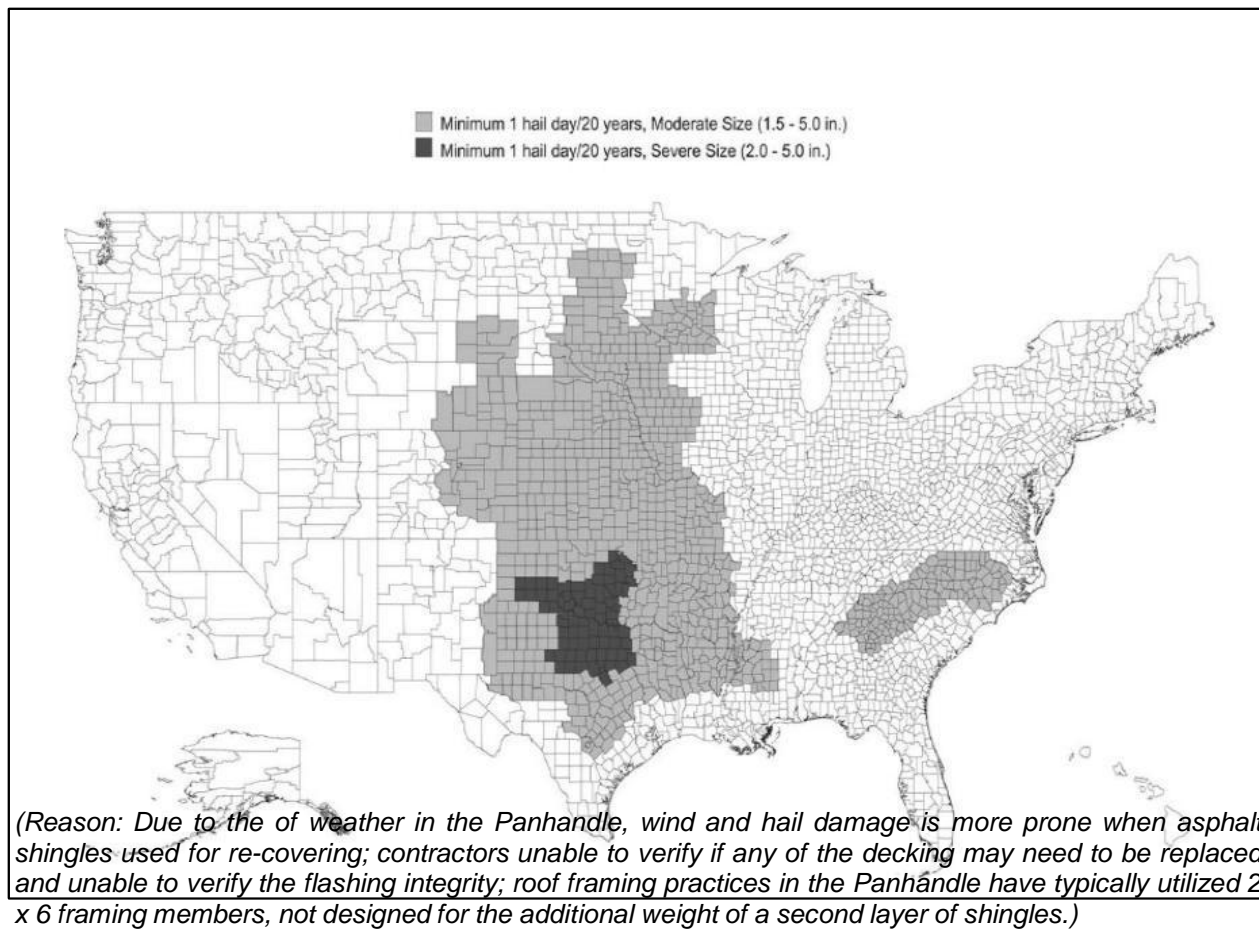 Minimum 1 hail day/20 years, Moderate Size (1.5 - 5.0 in.)
Minimum 1 hail day/20 years, Severe Size (2.0 - 5.0 in.)
(Reason: Due to the of weather in the Panhandle, wind and hail damage is more prone when asphalt
shingles used for re-covering; contractors unable to verify if any of the decking may need to be replaced
and unable to verify the flashing integrity; roof framing practices in the Panhandle have typically utilized 2
x 6 framing members, not designed for the additional weight of a second layer of shingles.)